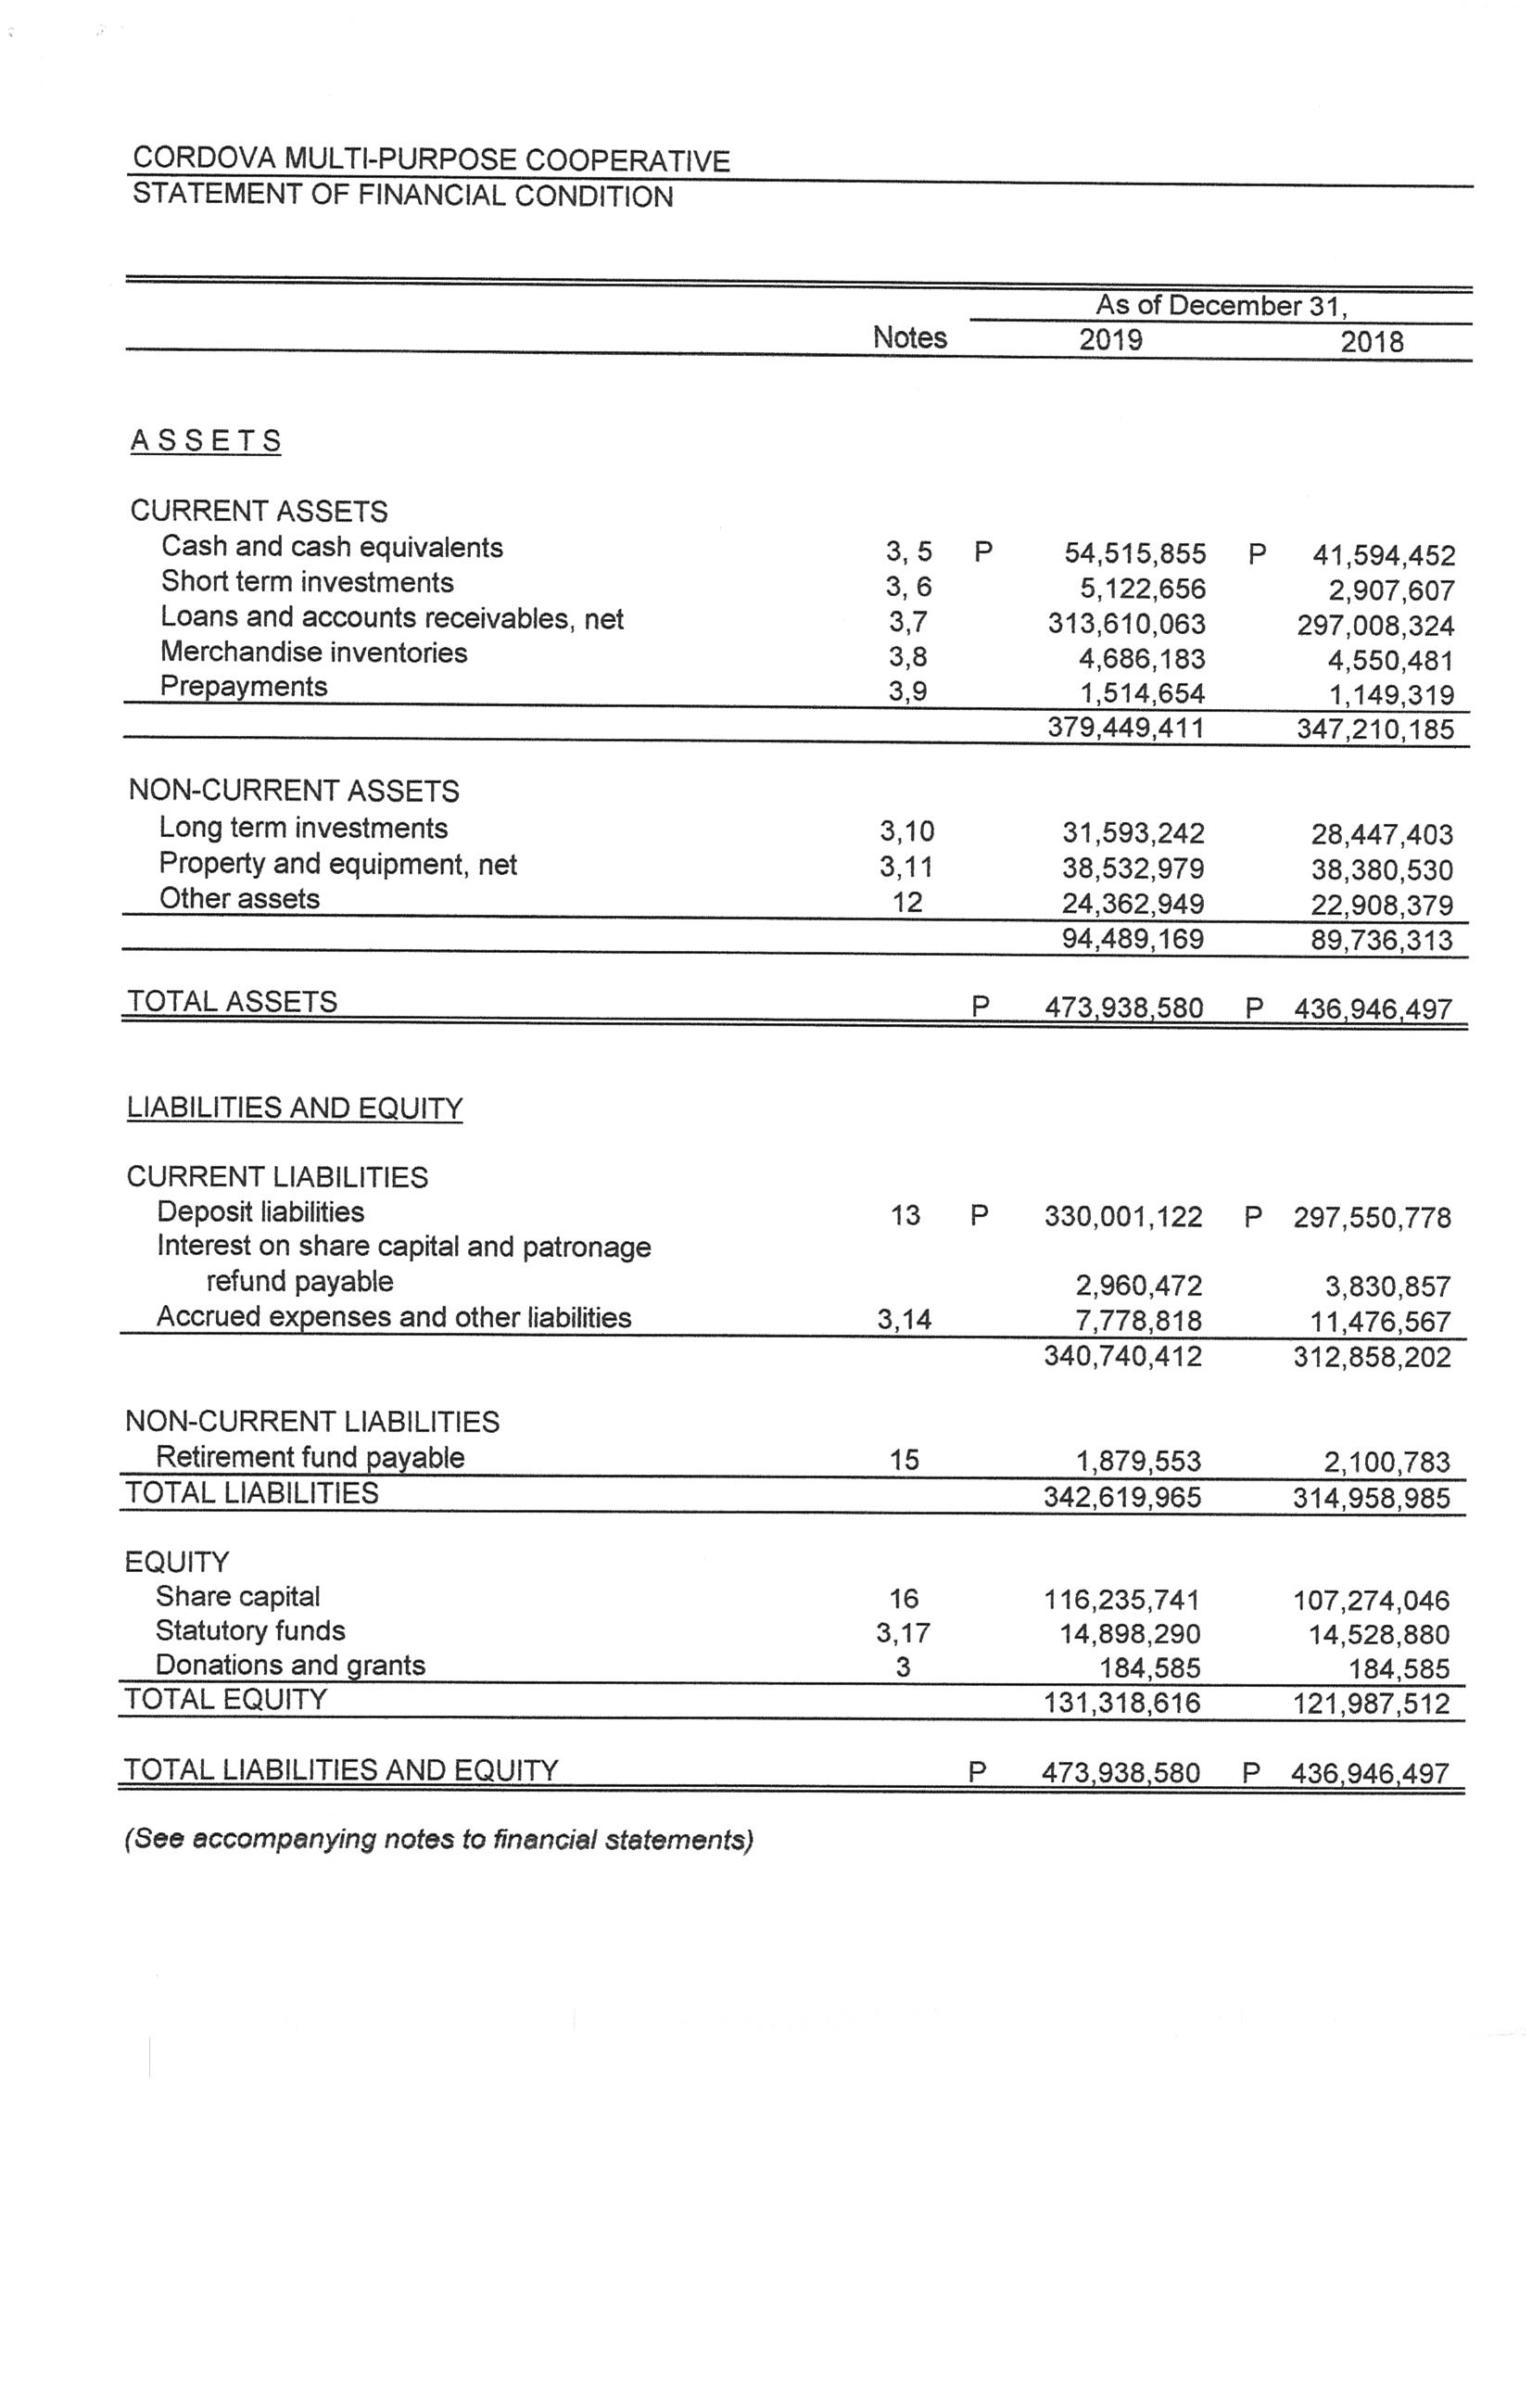 CORDOVA MULTI-PURPOSE COOPERATIVE
STATEMENT OF FINANCIAL CONDITION
As of December 31,
Notes 2019 2018
A S S E T S
CURRENT ASSETS
Cash and cash equivalents 3, 5 P 54,515,855 P 41,594,452
Short term investments 3, 6 5,122,656 2,907,607
Loans and accounts receivables, net 3,7 313,610,063 297,008,324
Merchandise inventories 3,8 4,686,183 4,550,481
Prepayments 3,9 1,514,654 1,149,319
379,449,411 347,210,185
NON-CURRENT ASSETS
Long term investments 3,10 31,593,242 28,447,403
Property and equipment, net 3,11 38,532,979 38,380,530
Other assets 12 24,362,949 22,908,379
94,489,169 89,736,313
TOTAL ASSETS P 473,938,580 P 436,946,497
LIABILITIES AND EQUITY
CURRENT LIABILITIES
Deposit liabilities 13 P 330,001,122 P 297,550,778
Interest on share capital and patronage
refund payable 2,960,472 3,830,857
Accrued expenses and other liabilities 3,14 7,778,818 11,476,567
340,740,412 312,858,202
NON-CURRENT LIABILITIES
Retirement fund payable 15 1,879,553 2,100,783
TOTAL LIABILITIES 342,619,965 314,958,985
EQUITY
Share capital 16 116,235,741 107,274,046
Statutory funds 3,17 14,898,290 14,528,880
Donations and grants 3 184,585 184,585
TOTAL EQUITY 131,318,616 121,987,512
TOTAL LIABILITIES AND EQUITY P 473,938,580 P 436,946,497
(See accompanying notes to financial statements)